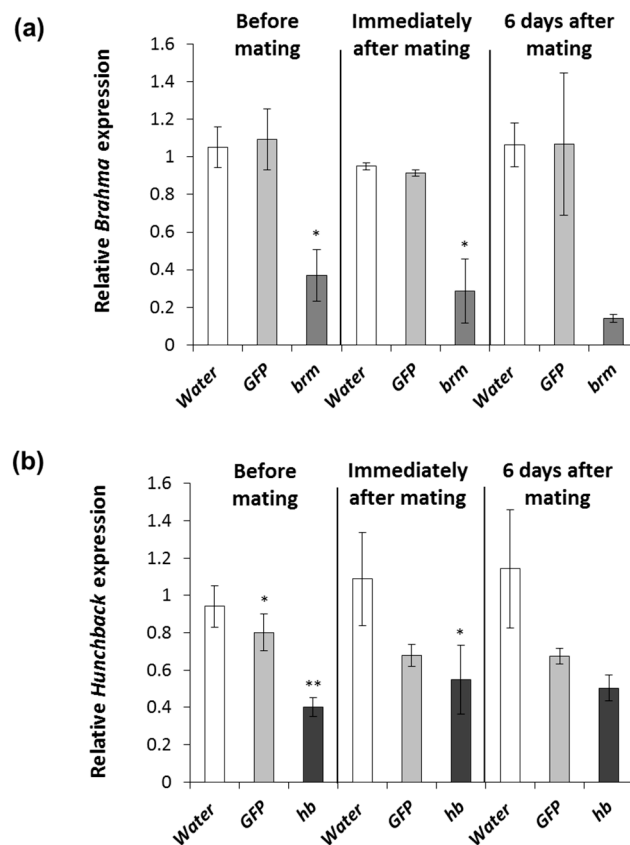 (a)
Before mating
Immediately after mating
6 days after mating
Relative Brahma expression
1.6
1.4
1.2
1
0.8
0.6
0.4
0.2
0
*
*
Water GFP brm Water GFP brm Water GFP brm
(b)
Before mating
Immediately after mating
6 days after mating
Relative Hunchback expression
1.6
1.4
1.2
1
0.8
0.6
0.4
0.2
0
*
**
*
Water GFP hb Water GFP hb Water GFP hb